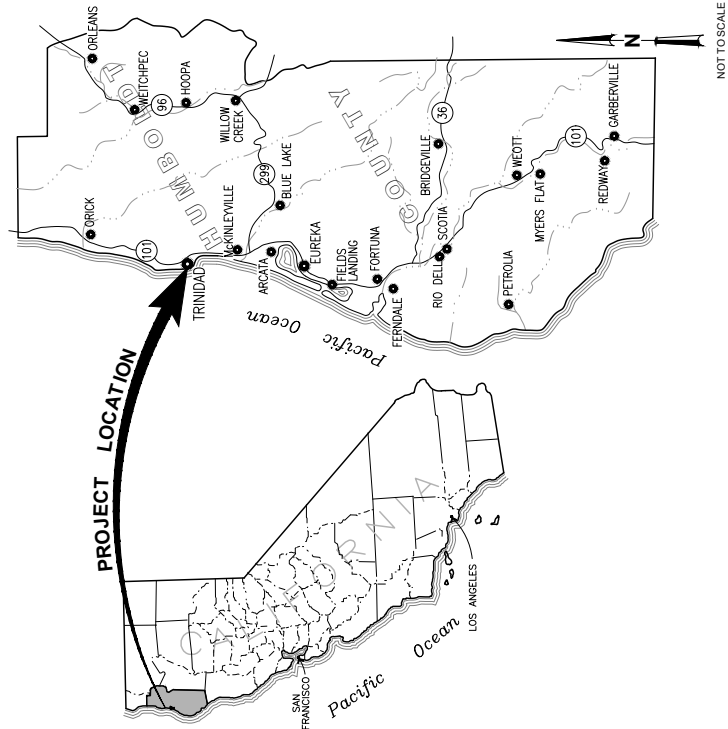 PROJECT LOCATION
HUMBOLDT
COUNTY
ORLEANS
WEITCHPEC
96
HOOPA
WILLOW
CREEK
299
BLUE LAKE
ORICK
101
TRINIDAD
McKINLEYVILLE
ARCATA
EUREKA
FIELDS
LANDING
FORTUNA
FERNDALE
Pacific Ocean
BRIDGEVILLE
36
RIO DELL
SCOTIA
WEOTT
MYERS FLAT
101
REDWAY
GARBERVILLE
PETROLIA
CALIFORNIA
SAN
FRANCISCO
LOS ANGELES
Pacific Ocean
N
NOT TO SCALE